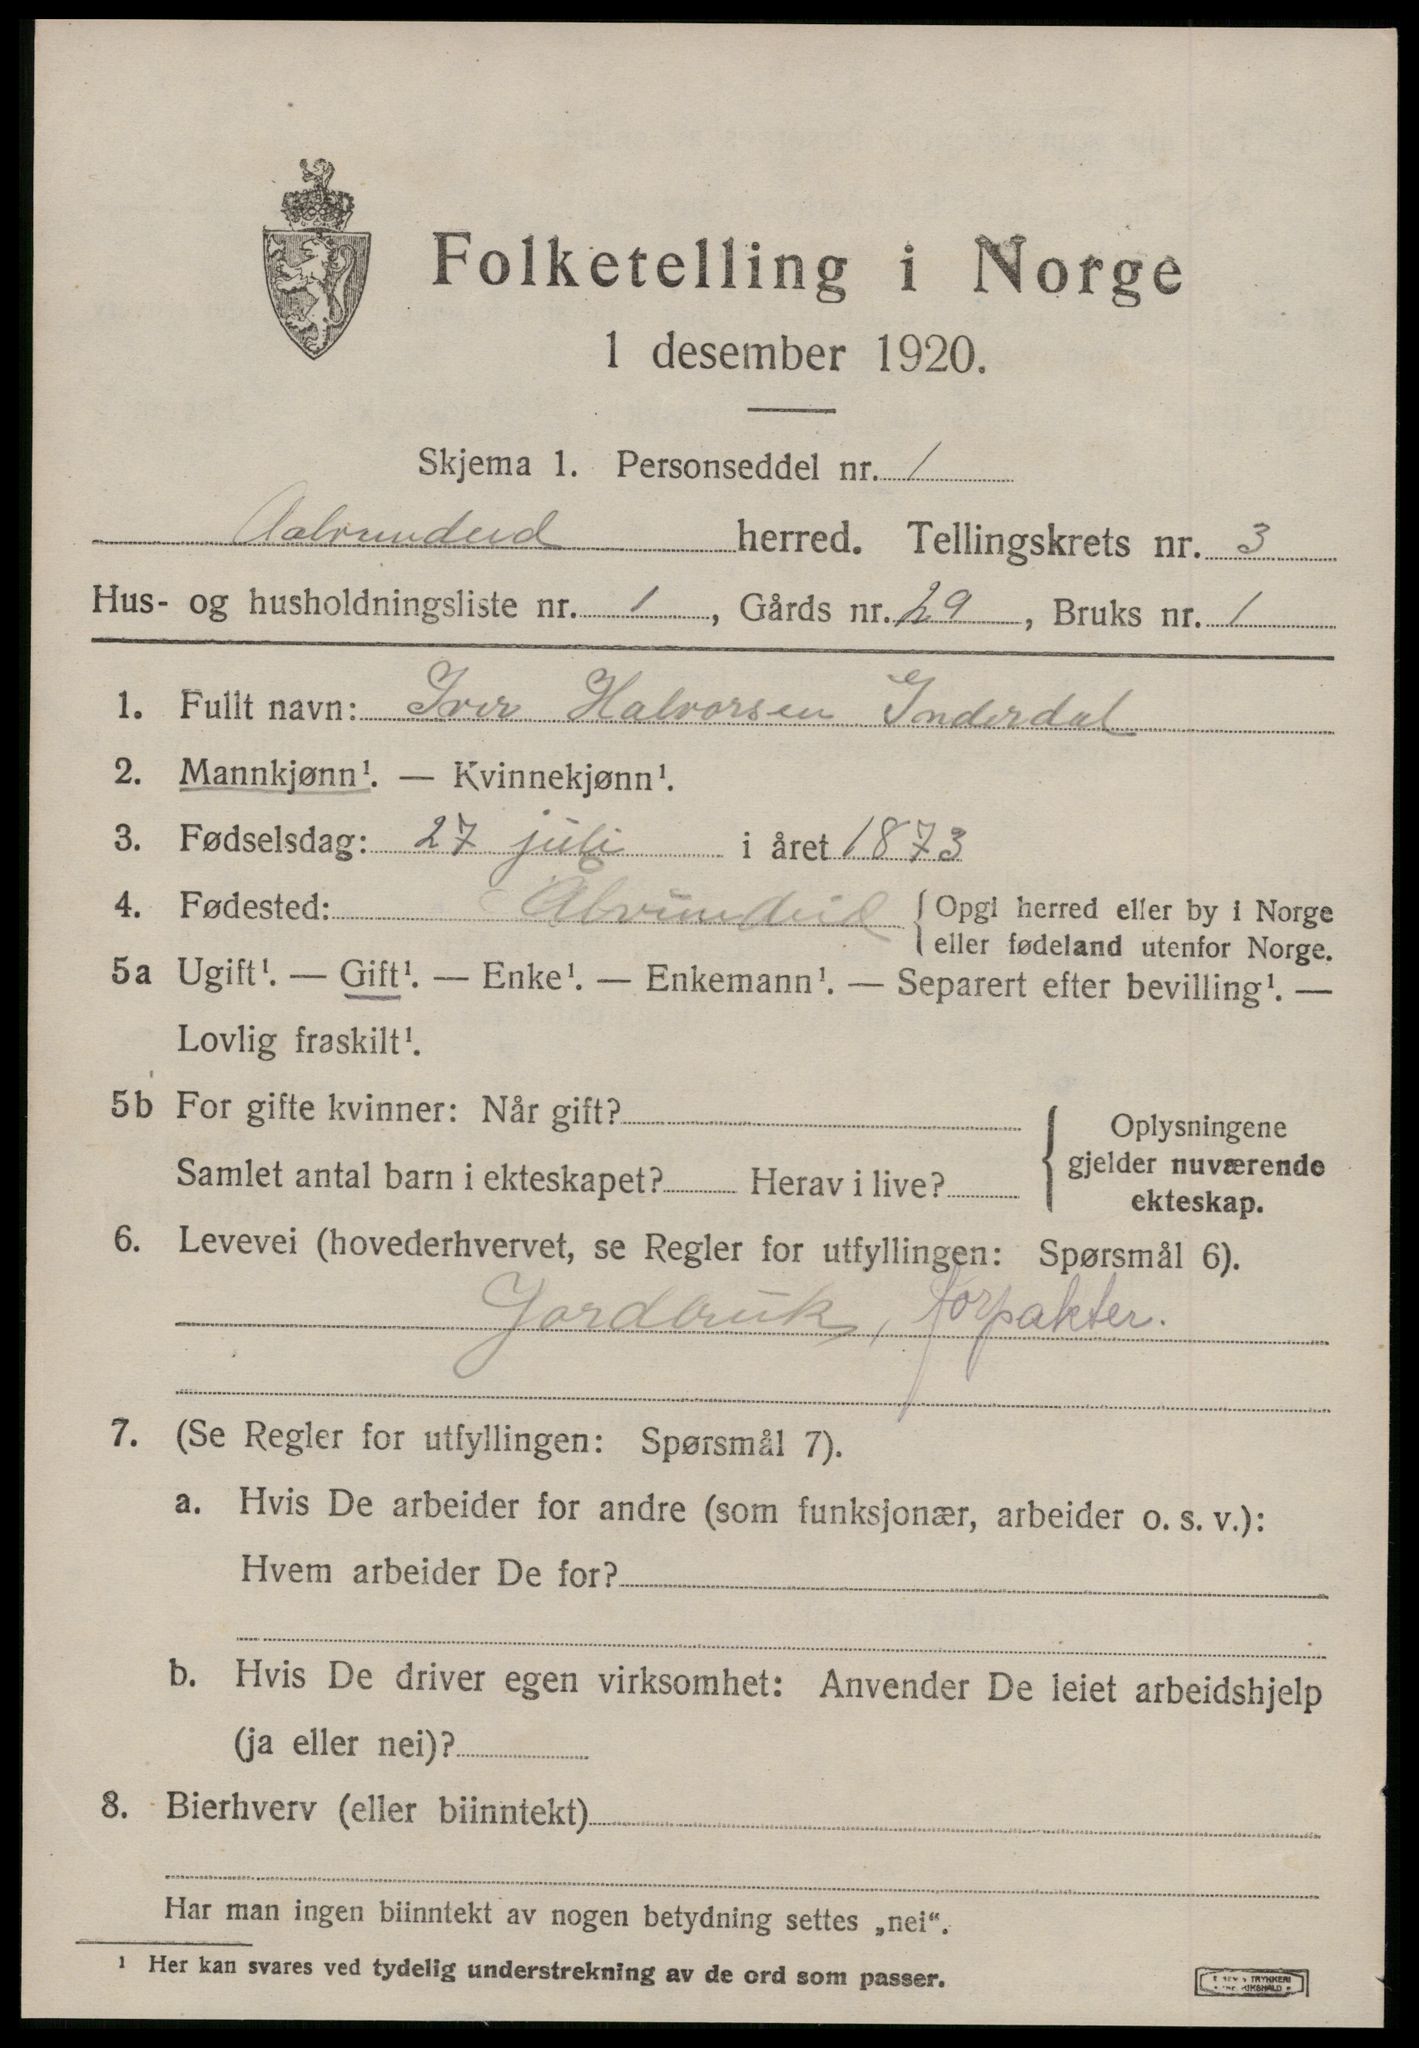 Folketelling i Norge
1 desember 1920.
Skjema 1. Personseddel nr. 1
Aalvundeid herred. Tellingskrets nr. 3
Hus- og husholdningsliste nr. 1, Gårds nr. 29, Bruks nr. 1
1. Fullt navn: Iver Halvorsen Inderdal
2. Mannkjønn¹. — Kvinnekjønn¹.
3. Fødselsdag: 27 juli i året 1873
4. Fødested: Ålvundeid { Opgi herred eller by i Norge
eller fødeland utenfor Norge.
5a Ugift¹. — Gift¹. — Enke¹. — Enkemann¹. — Separert efter bevilling¹. —
Lovlig fraskilt¹.
5b For gifte kvinner: Når gift?
Samlet antal barn i ekteskapet? Herav i live?
Oplysningene
gjelder nuværende
ekteskap.
6. Levevei (hovederhvervet, se Regler for utfyllingen: Spørsmål 6).
Jordbruk, forpakter.
7. (Se Regler for utfyllingen: Spørsmål 7).
a. Hvis De arbeider for andre (som funksjonær, arbeider o. s. v.):
Hvem arbeider De for?
b. Hvis De driver egen virksomhet: Anvender De leiet arbeidshjelp
(ja eller nei)?
8. Bierhverv (eller biinntekt)
Har man ingen biinntekt av nogen betydning settes „nei“.
¹ Her kan svares ved tydelig understrekning av de ord som passer.